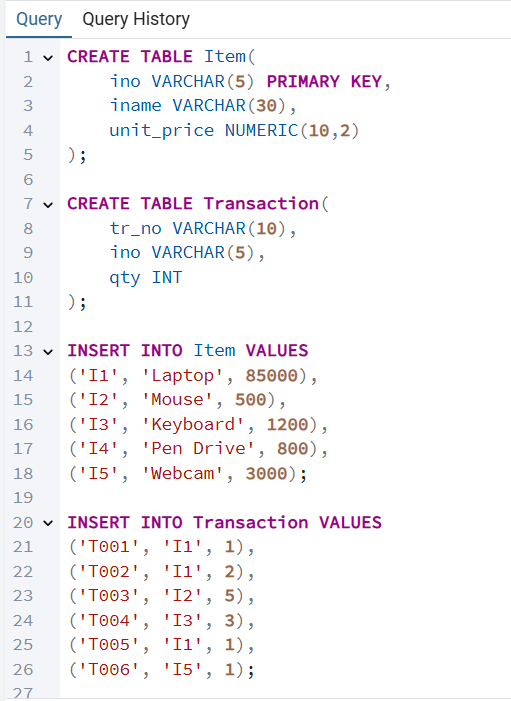 Query Query History
1 CREATE TABLE Item(
2 ino VARCHAR(5) PRIMARY KEY,
3 iname VARCHAR(30),
4 unit_price NUMERIC(10,2)
5 );
6
7 CREATE TABLE Transaction(
8 tr_no VARCHAR(10),
9 ino VARCHAR(5),
10 qty INT
11 );
12
13 INSERT INTO Item VALUES
14 ('I1', 'Laptop', 85000),
15 ('I2', 'Mouse', 500),
16 ('I3', 'Keyboard', 1200),
17 ('I4', 'Pen Drive', 800),
18 ('I5', 'Webcam', 3000);
19
20 INSERT INTO Transaction VALUES
21 ('T001', 'I1', 1),
22 ('T002', 'I1', 2),
23 ('T003', 'I2', 5),
24 ('T004', 'I3', 3),
25 ('T005', 'I1', 1),
26 ('T006', 'I5', 1);
27